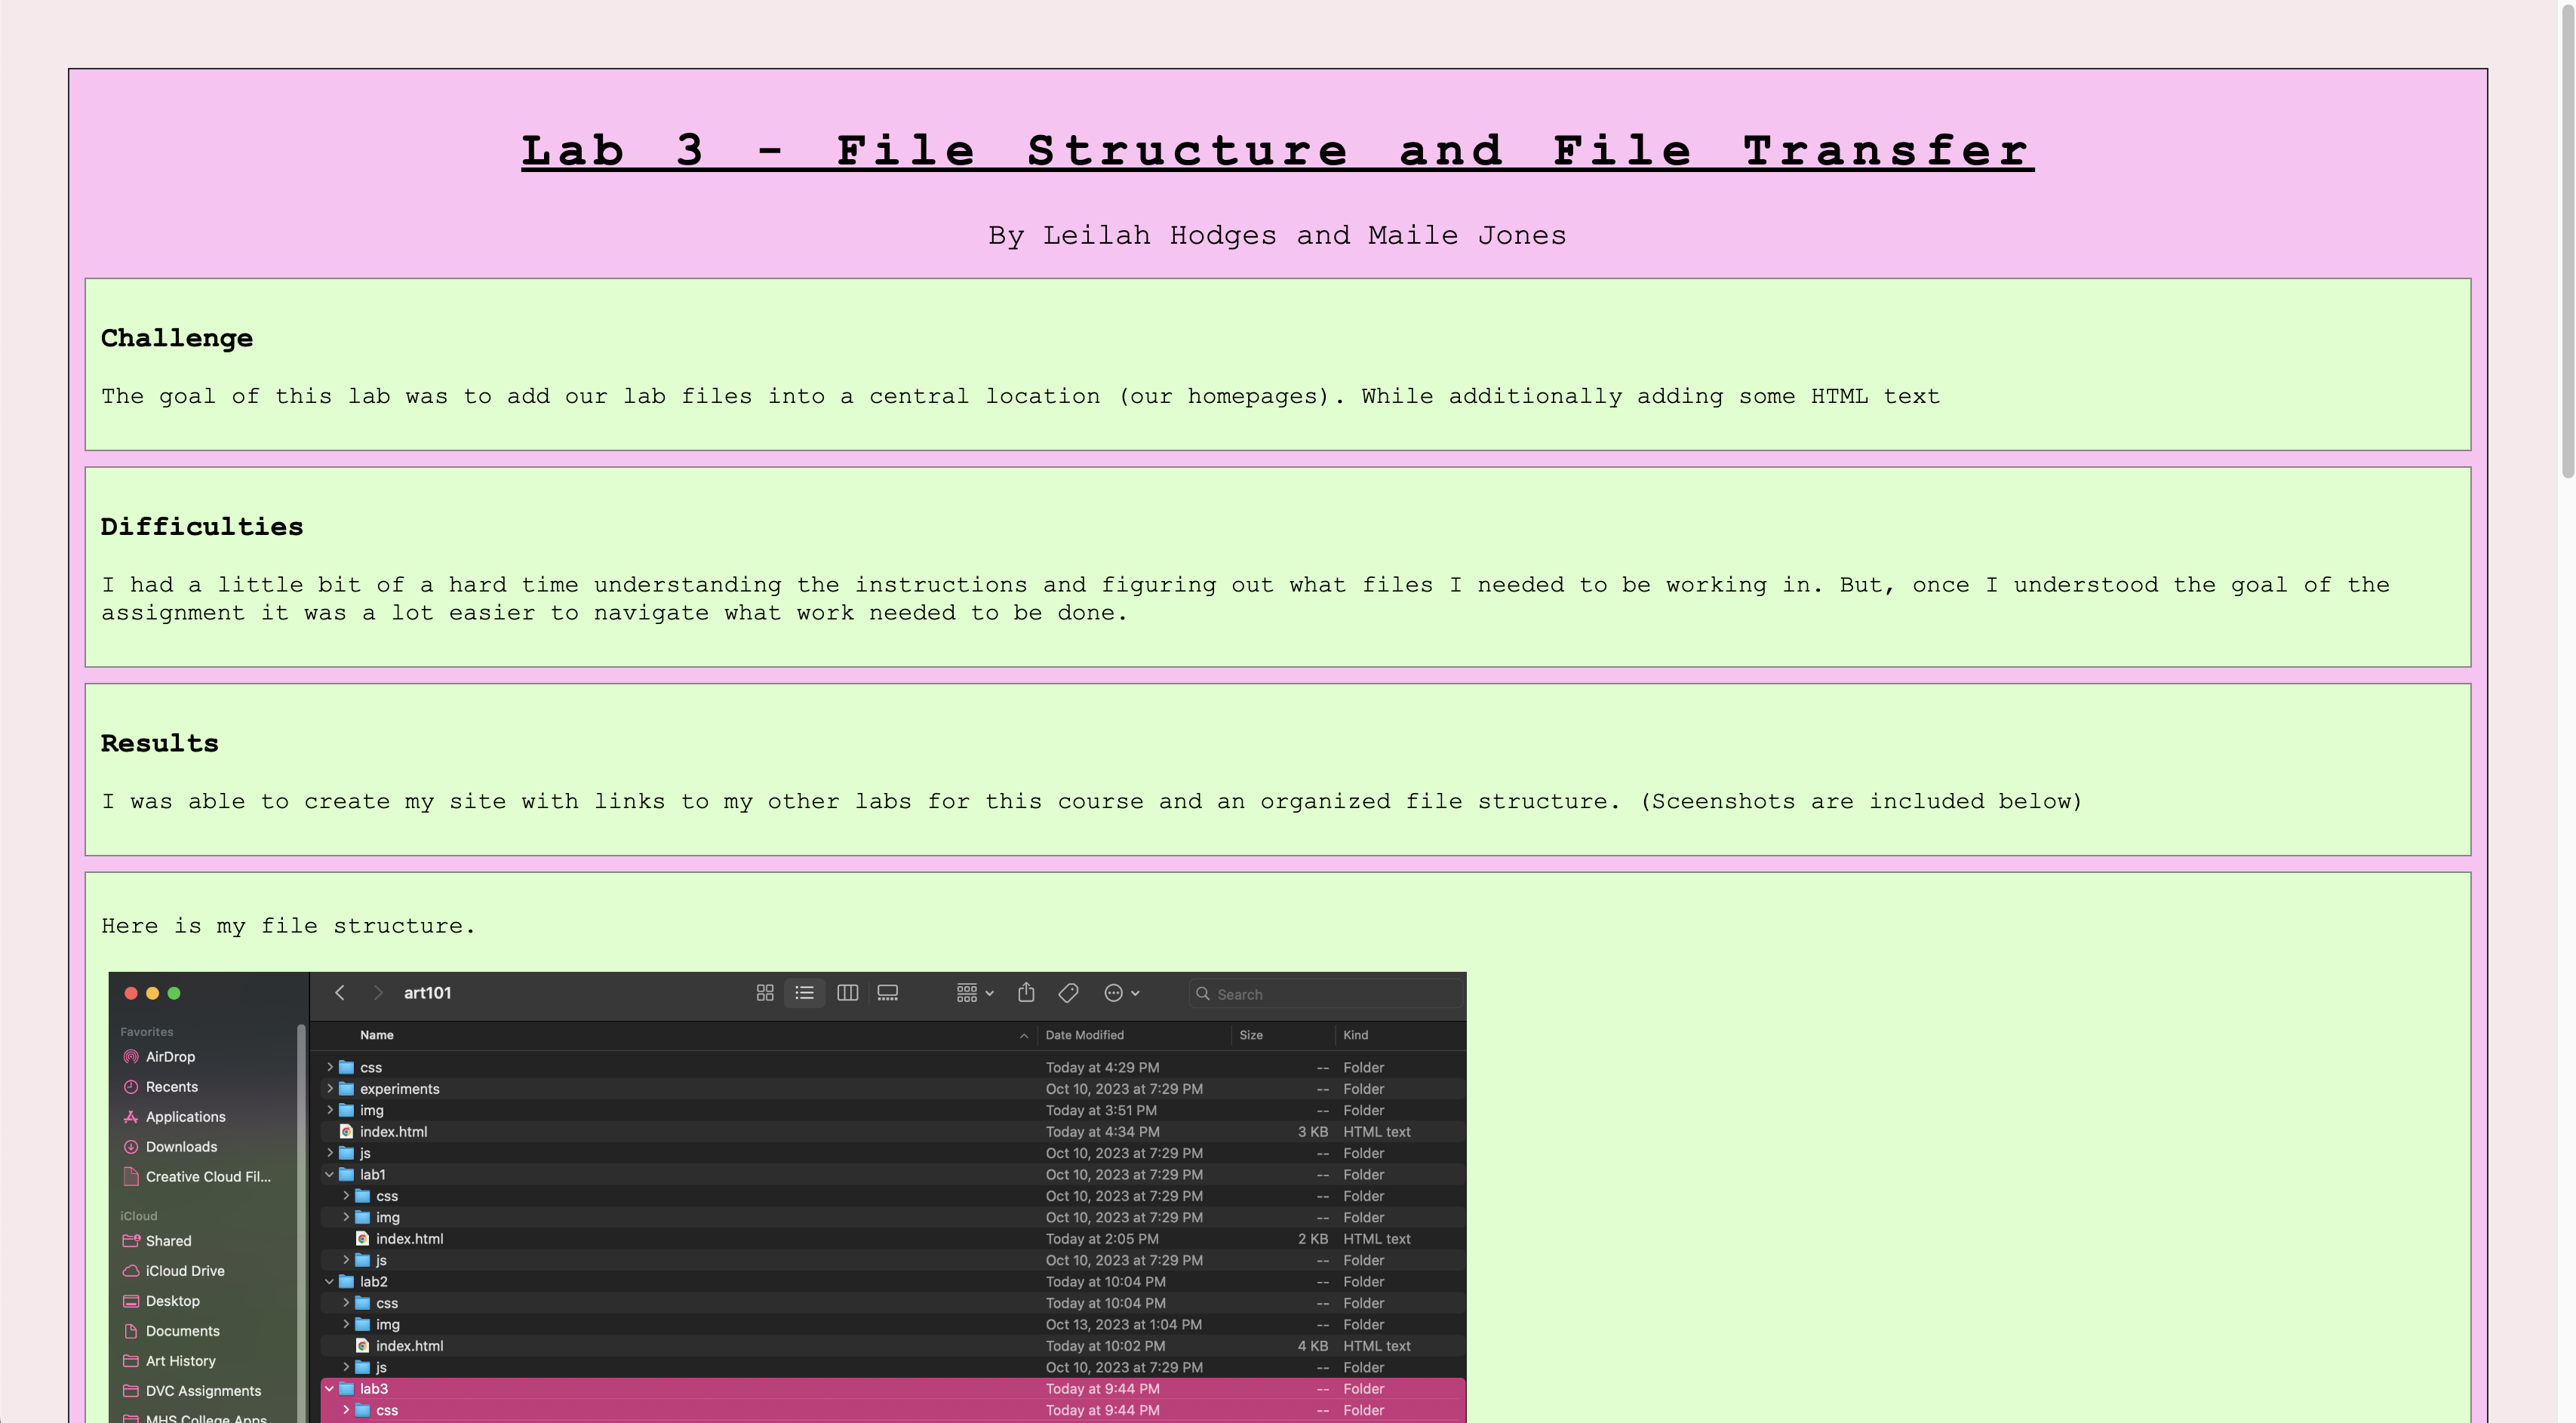 Lab 3 - File Structure and File Transfer
By Leilah Hodges and Maile Jones
Challenge
The goal of this lab was to add our lab files into a central location (our homepages). While additionally adding some HTML text
Difficulties
I had a little bit of a hard time understanding the instructions and figuring out what files I needed to be working in. But, once I understood the goal of the
assignment it was a lot easier to navigate what work needed to be done.
Results
I was able to create my site with links to my other labs for this course and an organized file structure. (Sceenshots are included below)
Here is my file structure.
art101
Search
Favorites
AirDrop
Recents
Applications
Downloads
Creative Cloud Fil...
iCloud
Shared
iCloud Drive
Desktop
Documents
Art History
DVC Assignments
MHS College Apps
Name Date Modified Size Kind
css Today at 4:29 PM -- Folder
experiments Oct 10, 2023 at 7:29 PM -- Folder
img Today at 3:51 PM -- Folder
index.html Today at 4:34 PM 3 KB HTML text
js Oct 10, 2023 at 7:29 PM -- Folder
lab1 Oct 10, 2023 at 7:29 PM -- Folder
css Oct 10, 2023 at 7:29 PM -- Folder
img Oct 10, 2023 at 7:29 PM -- Folder
index.html Today at 2:05 PM 2 KB HTML text
js Oct 10, 2023 at 7:29 PM -- Folder
lab2 Today at 10:04 PM -- Folder
css Today at 10:04 PM -- Folder
img Oct 13, 2023 at 1:04 PM -- Folder
index.html Today at 10:02 PM 4 KB HTML text
js Oct 10, 2023 at 7:29 PM -- Folder
lab3 Today at 9:44 PM -- Folder
css Today at 9:44 PM -- Folder